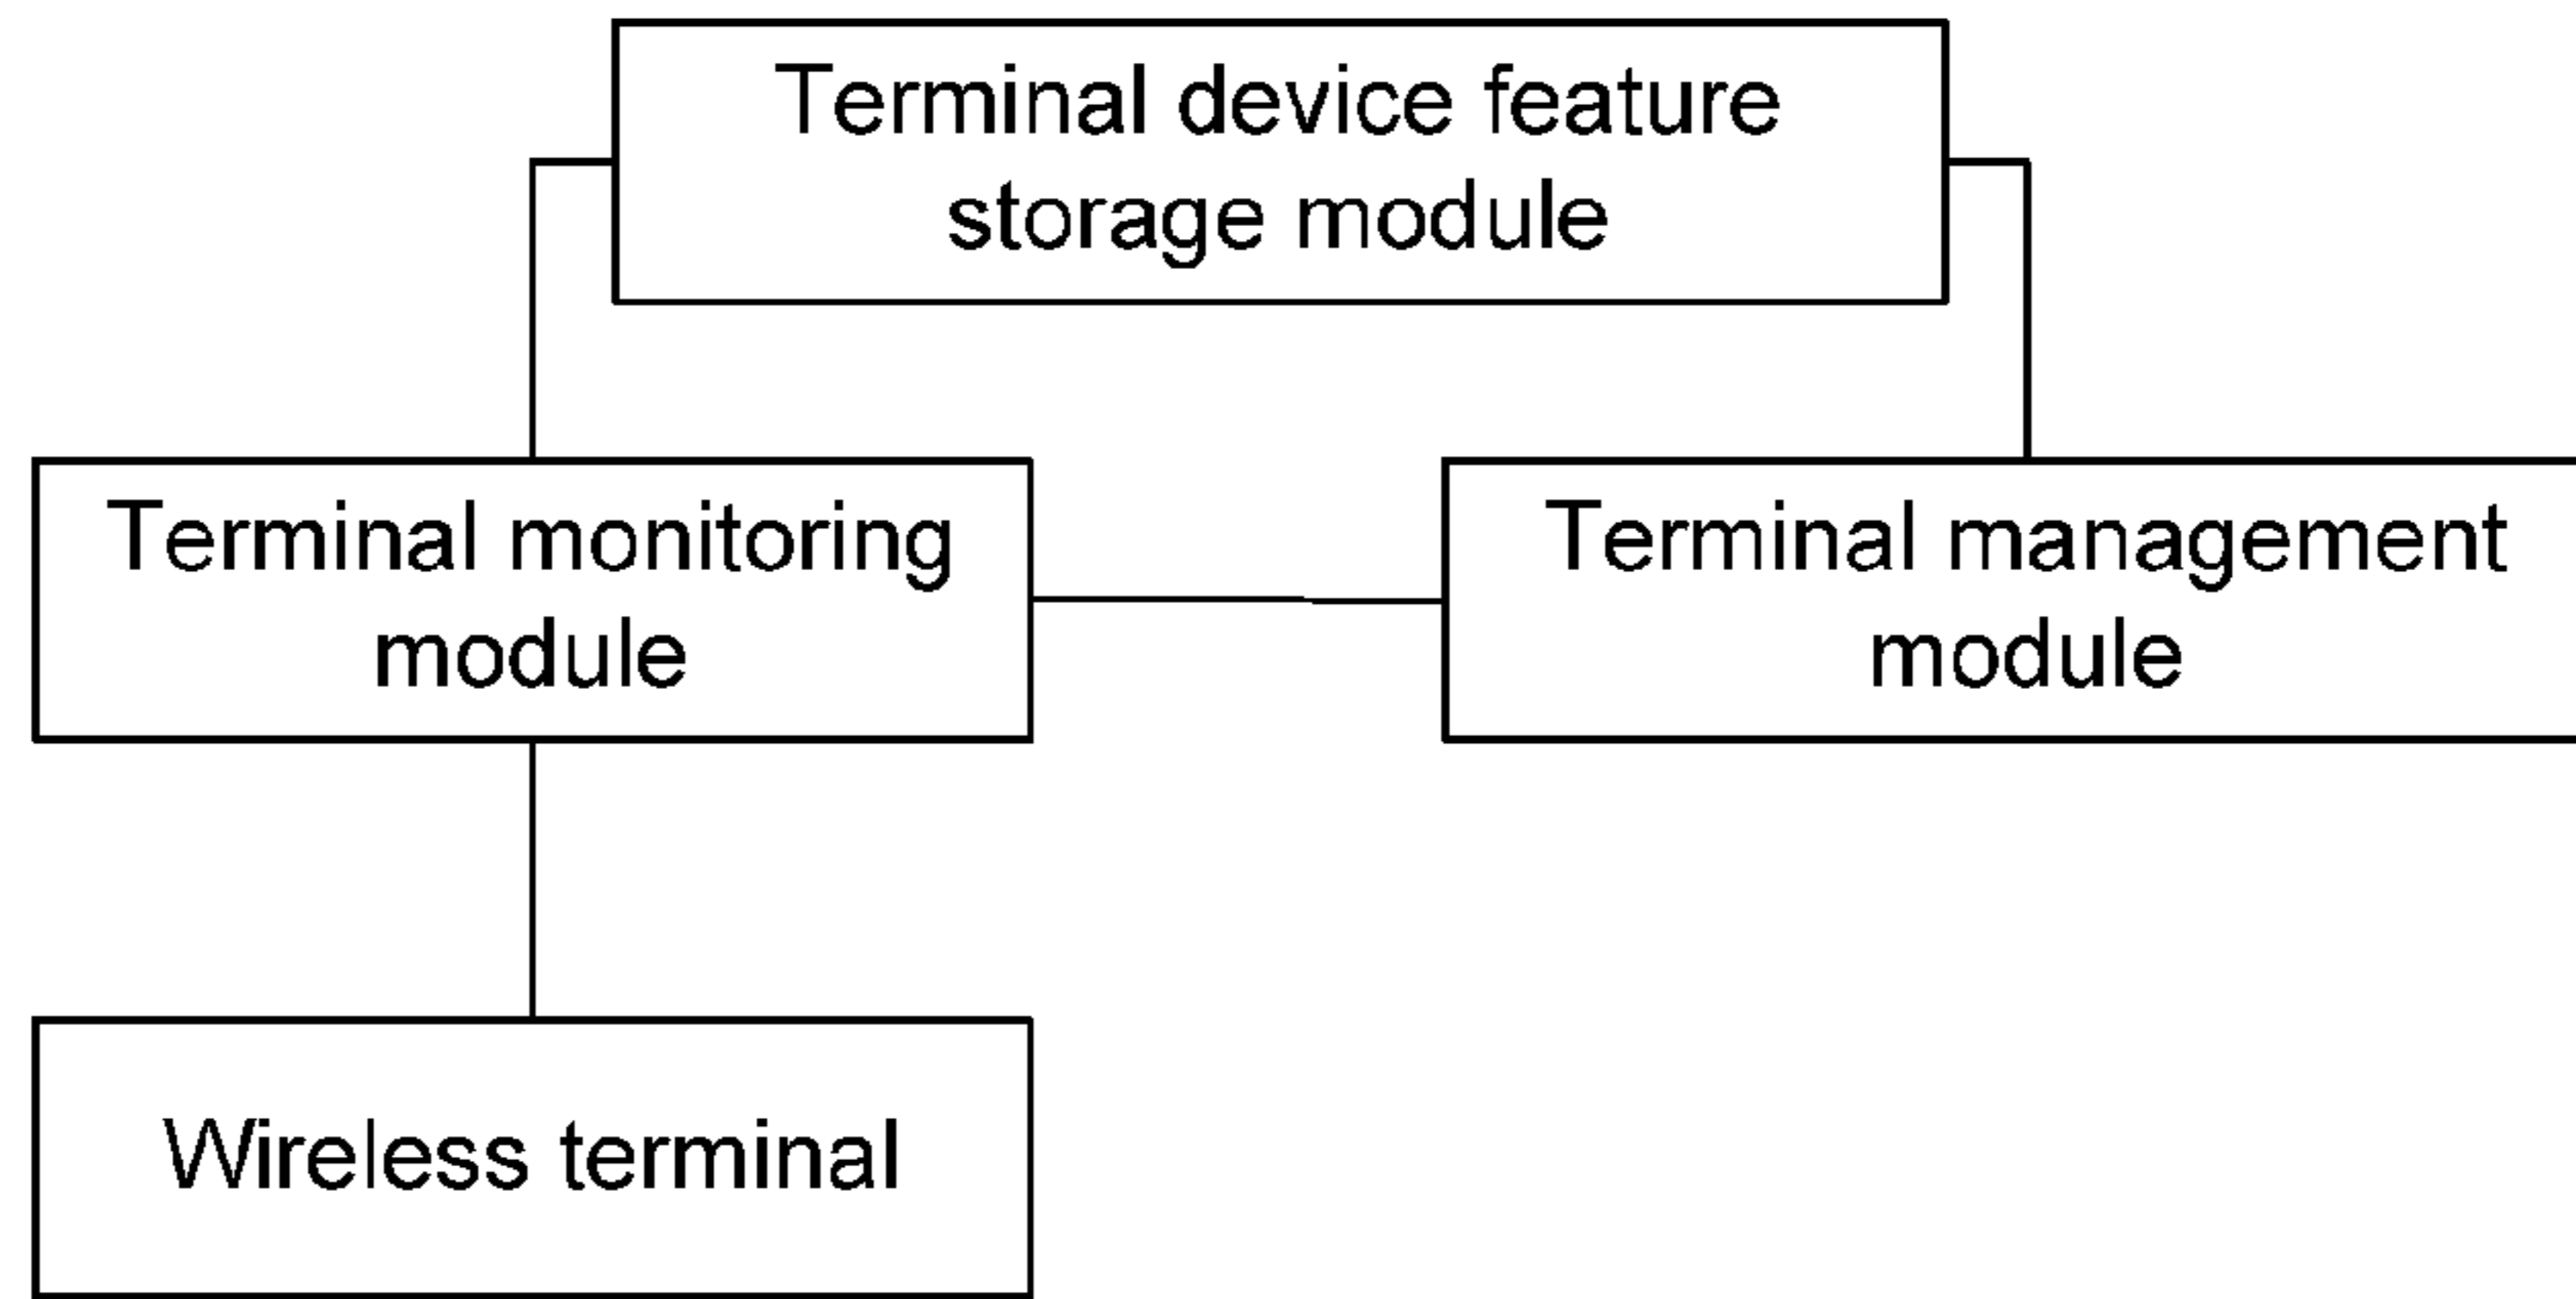 Terminal device feature
storage module
Terminal monitoring
module
Terminal management
module
Wireless terminal